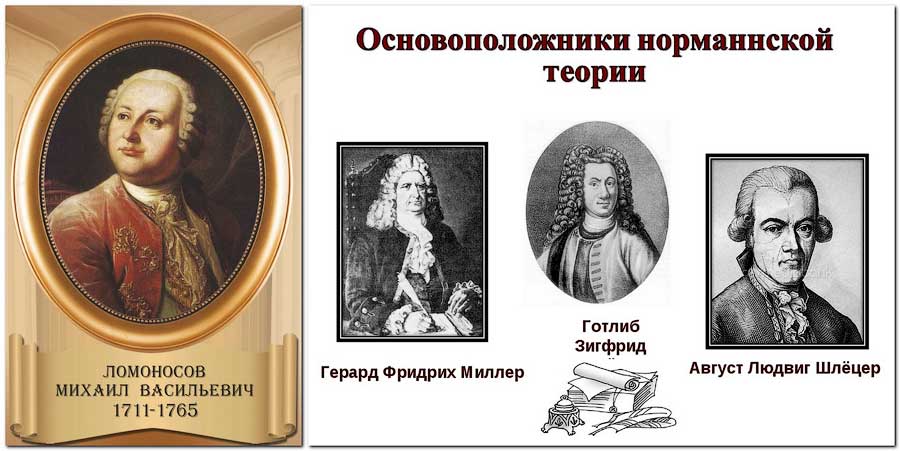 ЛОМОНОСОВ
МИХАИЛ ВАСИЛЬЕВИЧ
1711-1765
Основоположники норманнской
теории
Герард Фридрих Миллер
Готлиб
Зигфрид
Август Людвиг Шлёцер